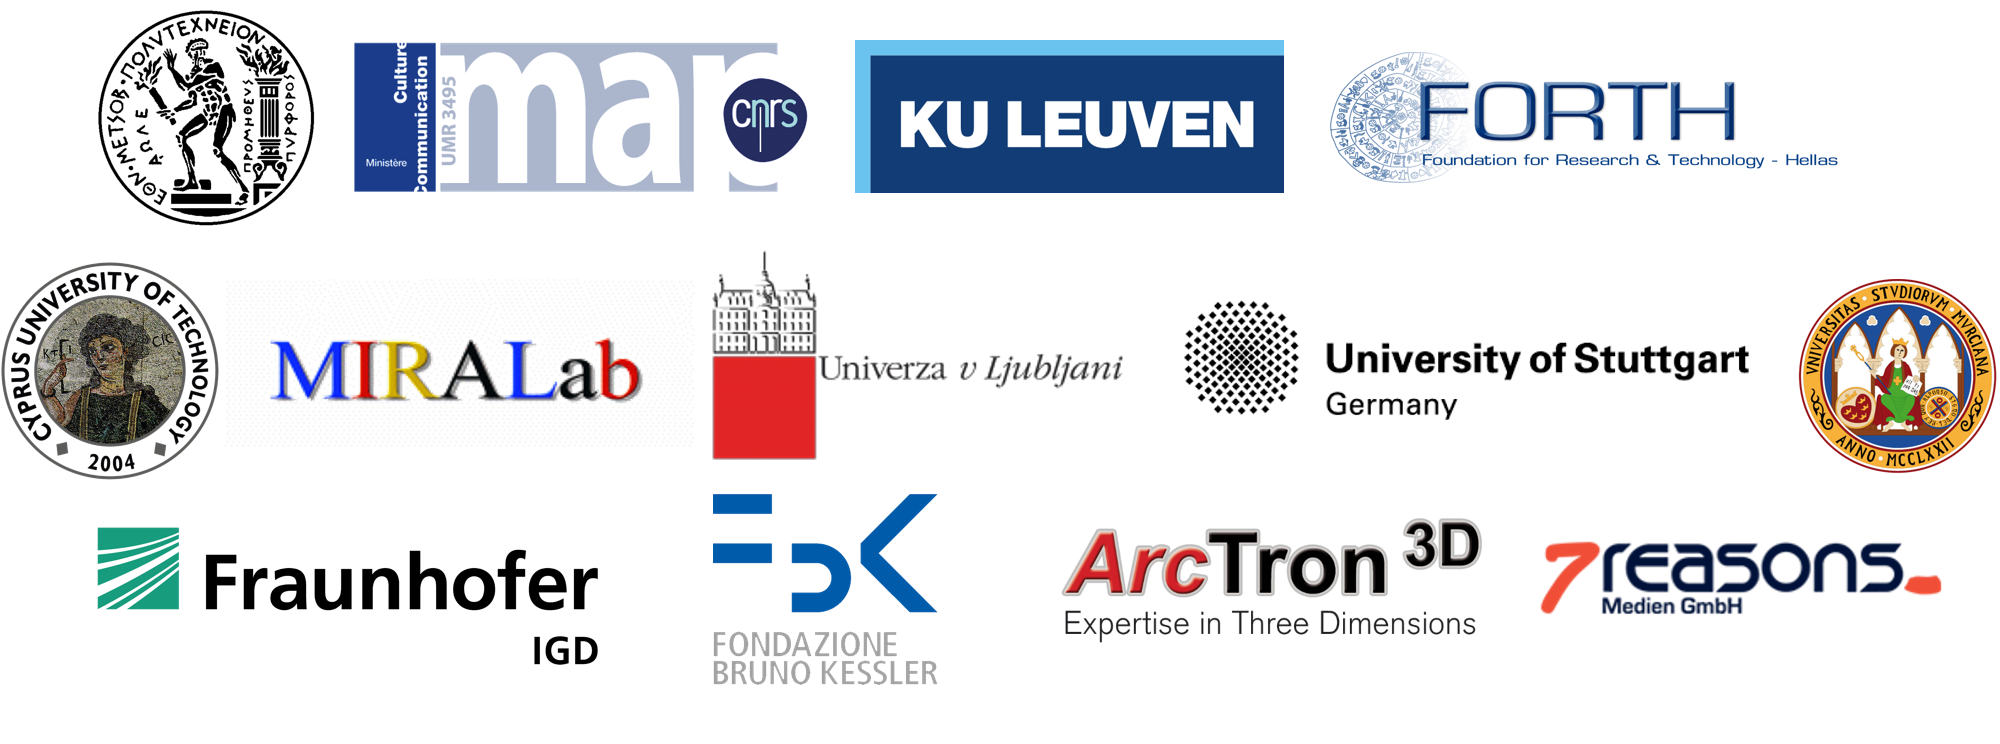 ΕΘΝ·ΜΕΤΣΟΒ·ΠΟΛΥΤΕΧΝΕΙΟΝ
ΠΡΟΜΗΘΕΥΣ
ΠΥΡΦΟΡΟΣ
Ministère
Culture
Communication
UMR 3495
map
cnrs
KU LEUVEN
FORTH
Foundation for Research & Technology - Hellas
CYPRUS UNIVERSITY OF TECHNOLOGY
2004
MIRALab
Univerza v Ljubljani
University of Stuttgart
Germany
VNIVERSITAS · STVDIORVM · MVRCIANA
ANNO · MCCLXXII
Fraunhofer
IGD
FBK
FONDAZIONE
BRUNO KESSLER
ArcTron 3D
Expertise in Three Dimensions
7reasons
Medien GmbH